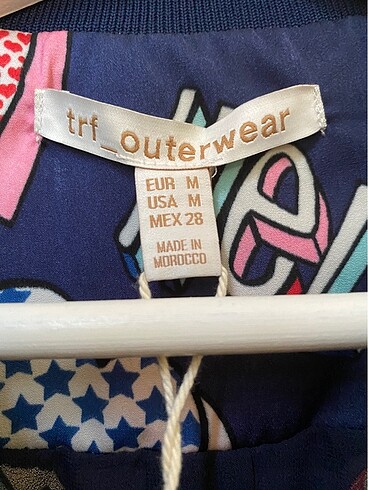 trf_outerwear
EUR M
USA M
MEX 28
MADE IN
MOROCCO